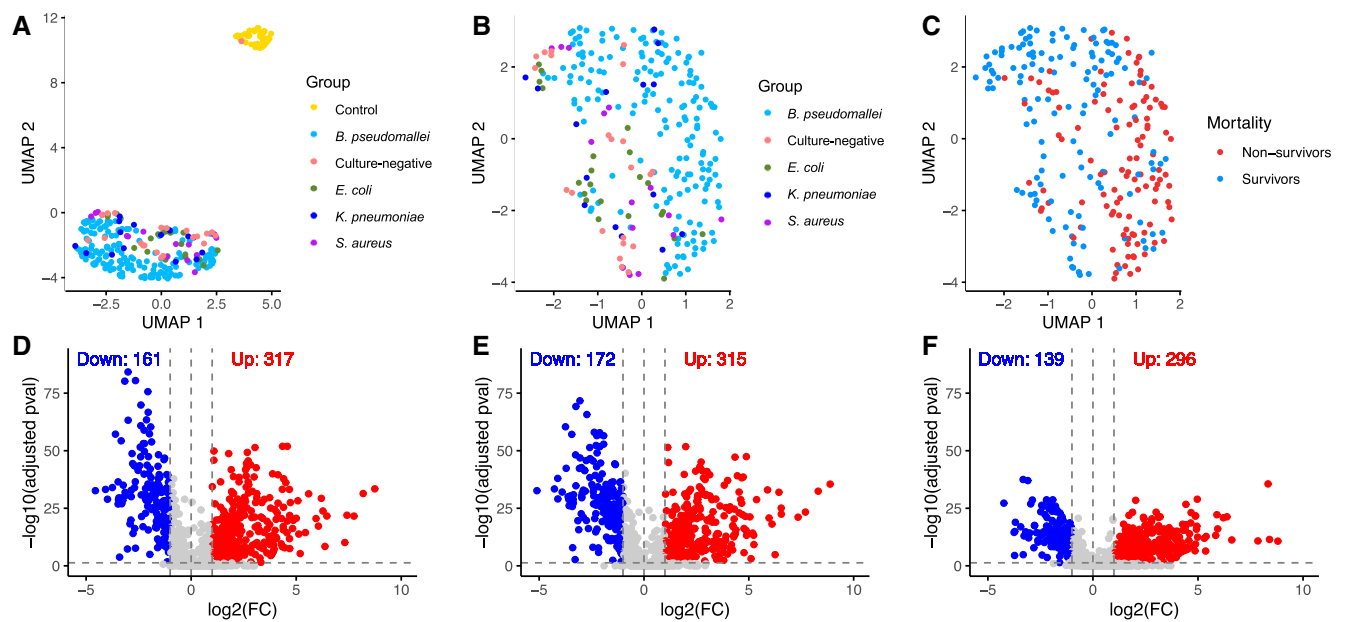 A
12
8
4
0
−4
UMAP 2
−2.5
0.0
2.5
5.0
UMAP 1
Group
Control
B. pseudomallei
Culture−negative
E. coli
K. pneumoniae
S. aureus
B
2
0
−2
−4
UMAP 2
−2
−1
0
1
2
UMAP 1
Group
B. pseudomallei
Culture−negative
E. coli
K. pneumoniae
S. aureus
C
2
0
−2
−4
UMAP 2
−2
−1
0
1
2
UMAP 1
Mortality
Non−survivors
Survivors
D
Down: 161
Up: 317
75
50
25
0
−log10(adjusted pval)
−5
0
5
10
log2(FC)
E
Down: 172
Up: 315
75
50
25
0
−log10(adjusted pval)
−5
0
5
10
log2(FC)
F
Down: 139
Up: 296
75
50
25
0
−log10(adjusted pval)
−5
0
5
10
log2(FC)